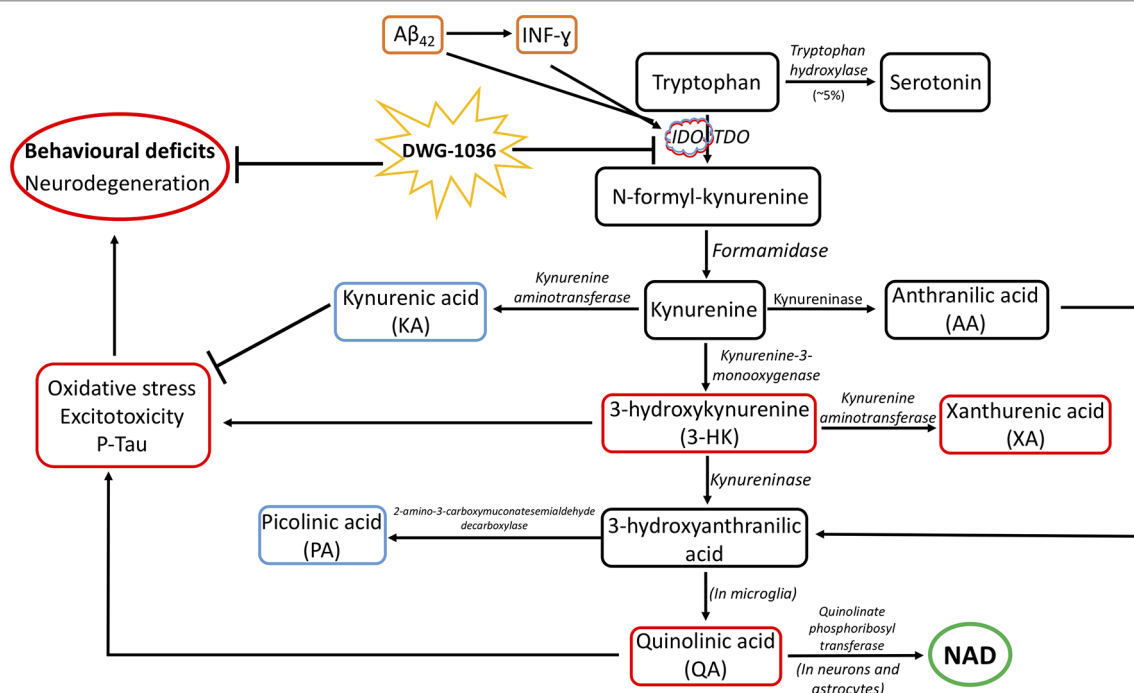 Aβ42
INF-ɣ
Tryptophan
Tryptophan
hydroxylase
(~5%)
Serotonin
IDO
TDO
DWG-1036
Behavioural deficits
Neurodegeneration
N-formyl-kynurenine
Formamidase
Kynurenic acid
(KA)
Kynurenine
aminotransferase
Kynurenine
Kynureninase
Anthranilic acid
(AA)
Kynurenine-3-
monooxygenase
Oxidative stress
Excitotoxicity
P-Tau
3-hydroxykynurenine
(3-HK)
Kynurenine
aminotransferase
Xanthurenic acid
(XA)
Kynureninase
Picolinic acid
(PA)
2-amino-3-carboxymuconatesemialdehyde
decarboxylase
3-hydroxyanthranilic
acid
(In microglia)
Quinolinic acid
(QA)
Quinolinate
phosphoribosyl
transferase
(In neurons and
astrocytes)
NAD